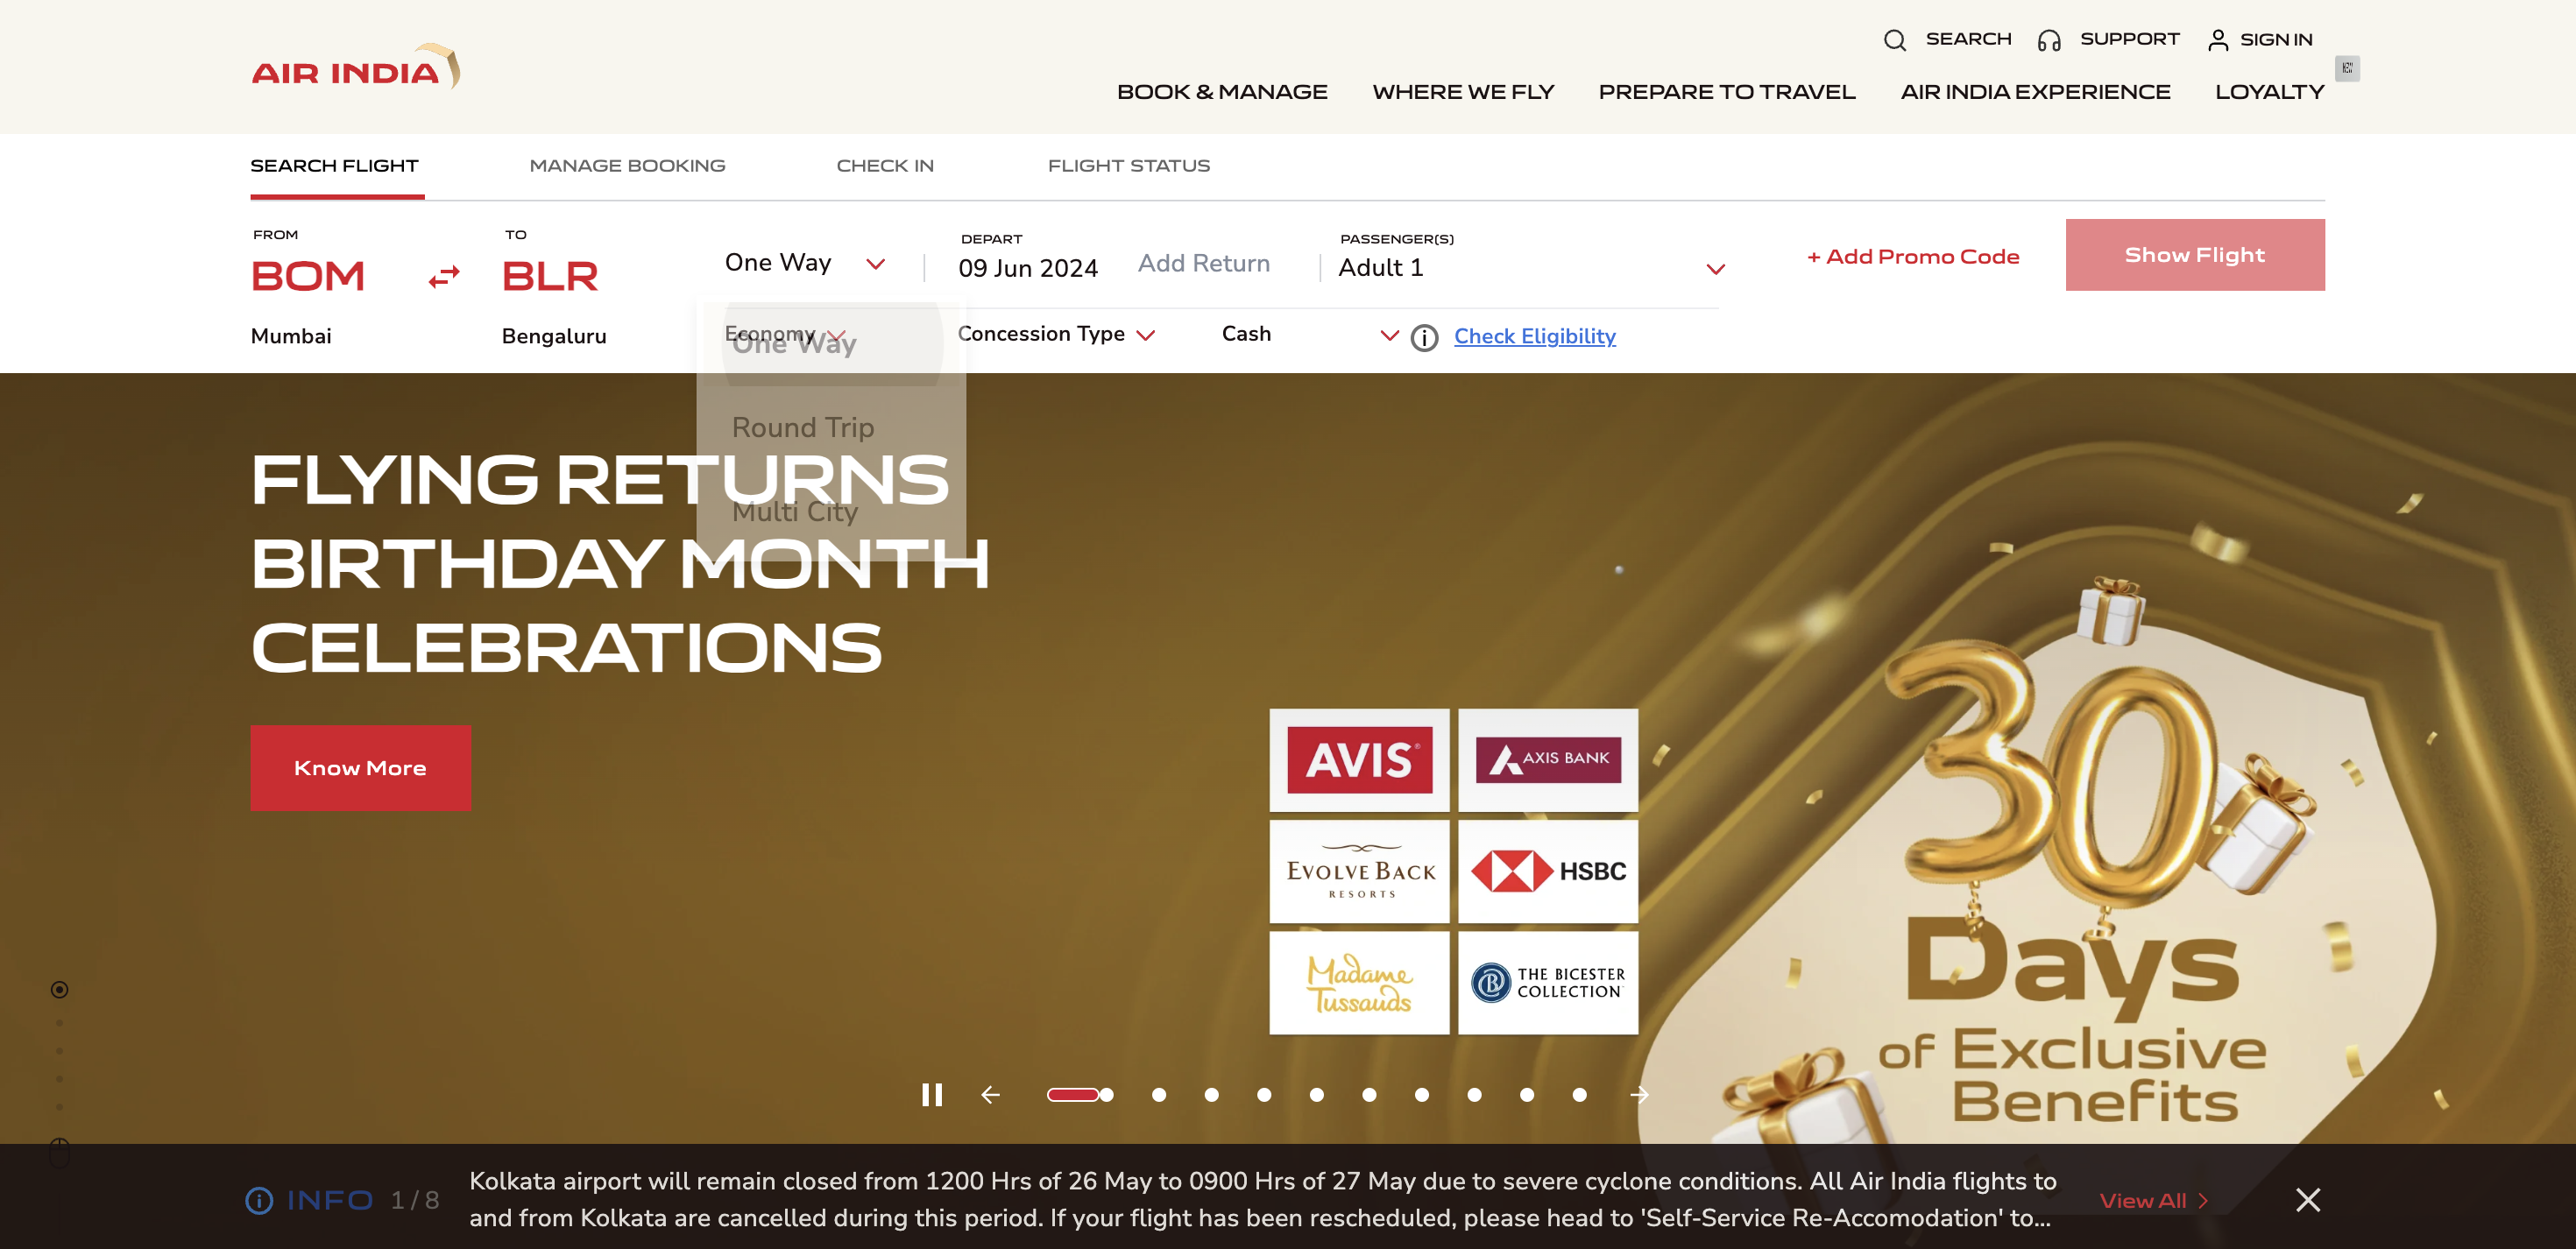 AIR INDIA
SEARCH
SUPPORT
SIGN IN
BOOK & MANAGE
WHERE WE FLY
PREPARE TO TRAVEL
AIR INDIA EXPERIENCE
LOYALTY
SEARCH FLIGHT
MANAGE BOOKING
CHECK IN
FLIGHT STATUS
FROM
BOM
Mumbai
TO
BLR
Bengaluru
One Way
DEPART
09 Jun 2024
Add Return
PASSENGER(S)
Adult 1
+ Add Promo Code
Show Flight
Economy
Concession Type
Cash
Check Eligibility
One Way
Round Trip
Multi City
FLYING RETURNS
BIRTHDAY MONTH
CELEBRATIONS
Know More
AVIS
AXIS BANK
EVOLVE BACK
RESORTS
HSBC
Madame
Tussauds
THE BICESTER
COLLECTION
30
Days
of Exclusive
Benefits
INFO 1 / 8
Kolkata airport will remain closed from 1200 Hrs of 26 May to 0900 Hrs of 27 May due to severe cyclone conditions. All Air India flights to
and from Kolkata are cancelled during this period. If your flight has been rescheduled, please head to 'Self-Service Re-Accomodation' to...
View All